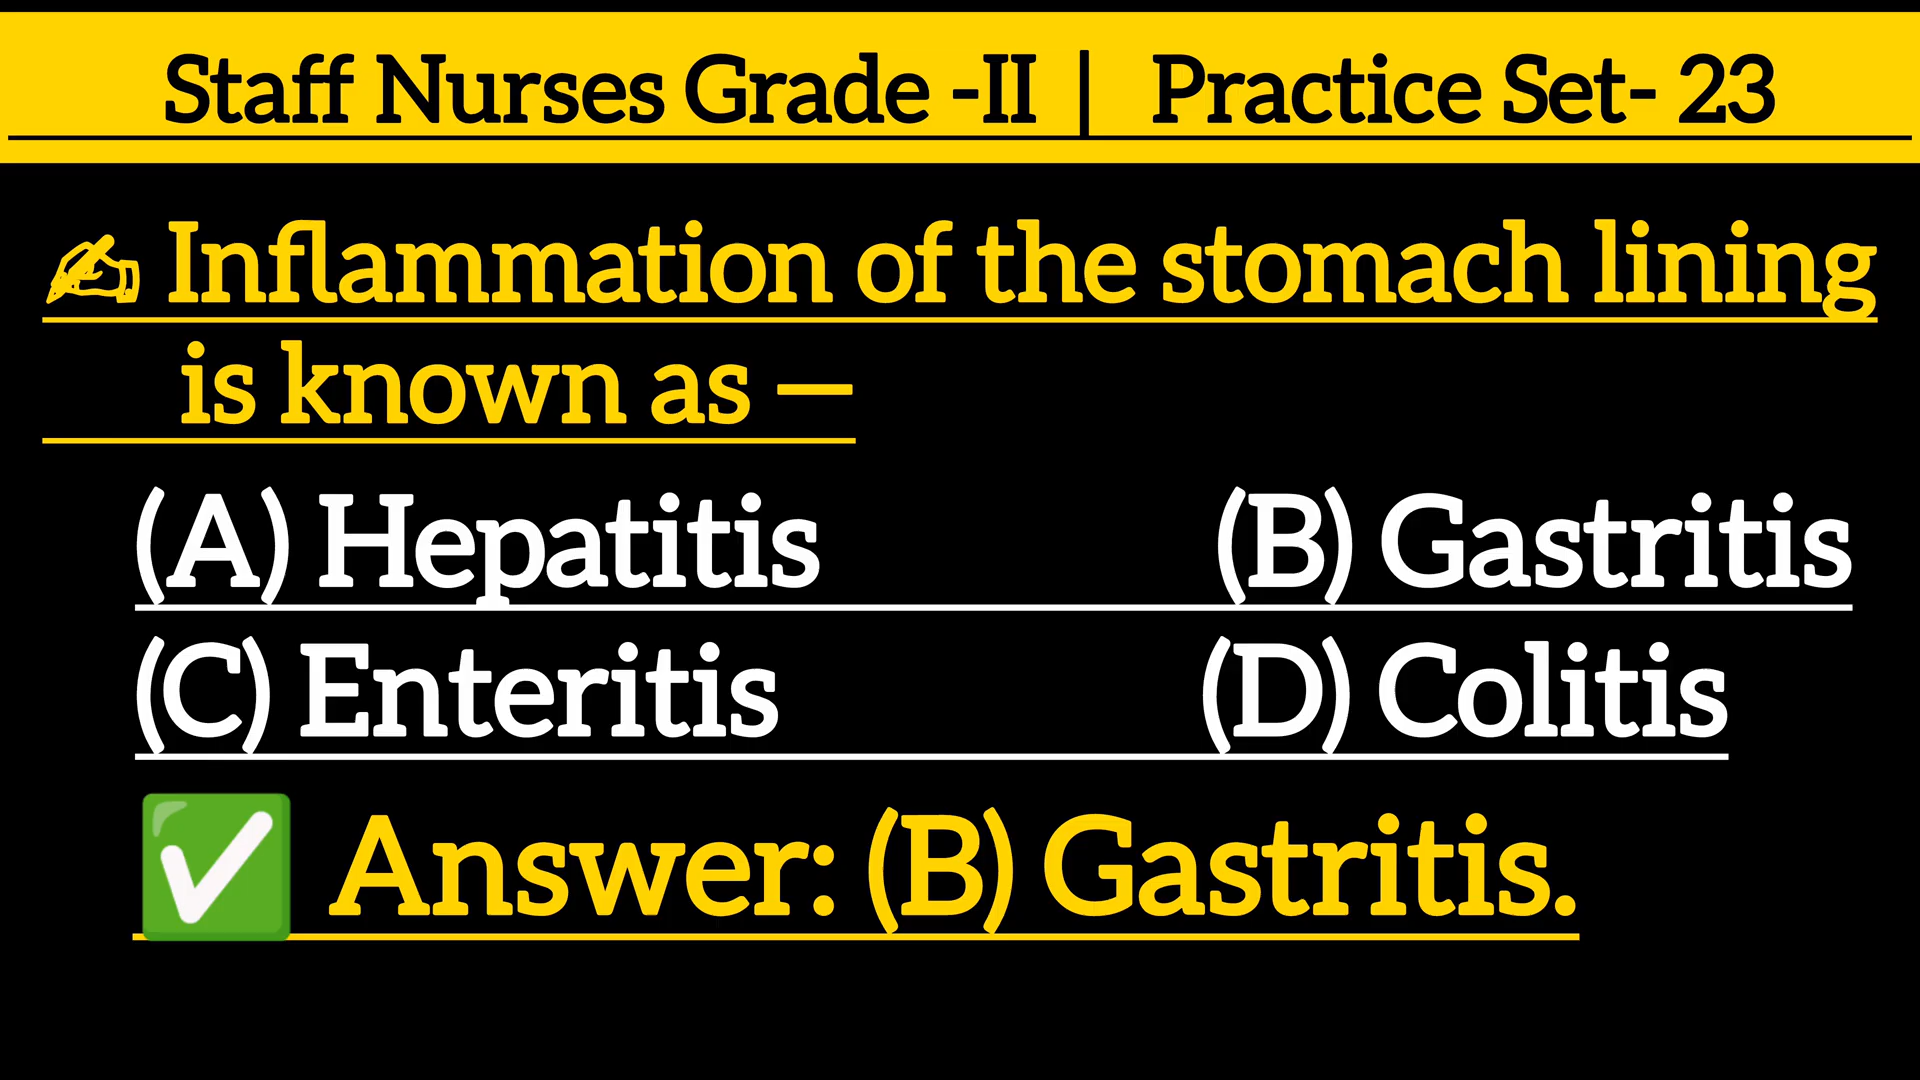 Staff Nurses Grade -II | Practice Set- 23
✍ Inflammation of the stomach lining
is known as —
(A) Hepatitis (B) Gastritis
(C) Enteritis (D) Colitis
✅ Answer: (B) Gastritis.